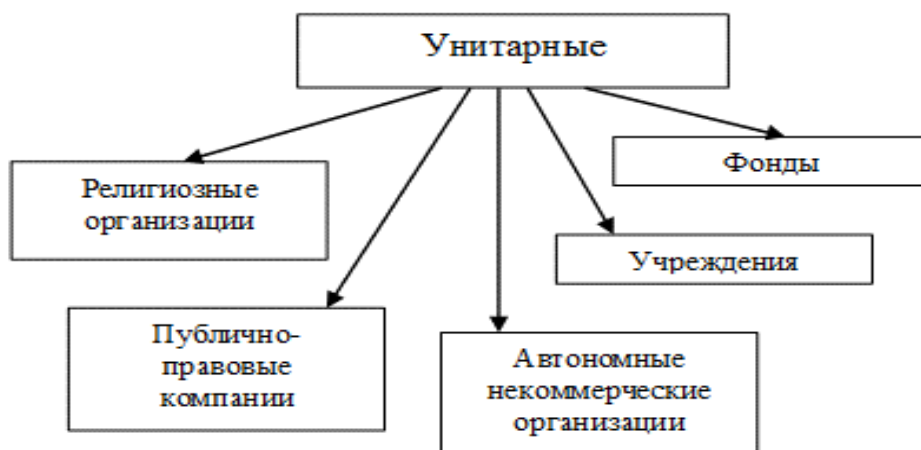 Унитарные
Фонды
Религиозные
организации
Учреждения
Публично-
правовые
компании
Автономные
некоммерческие
организации